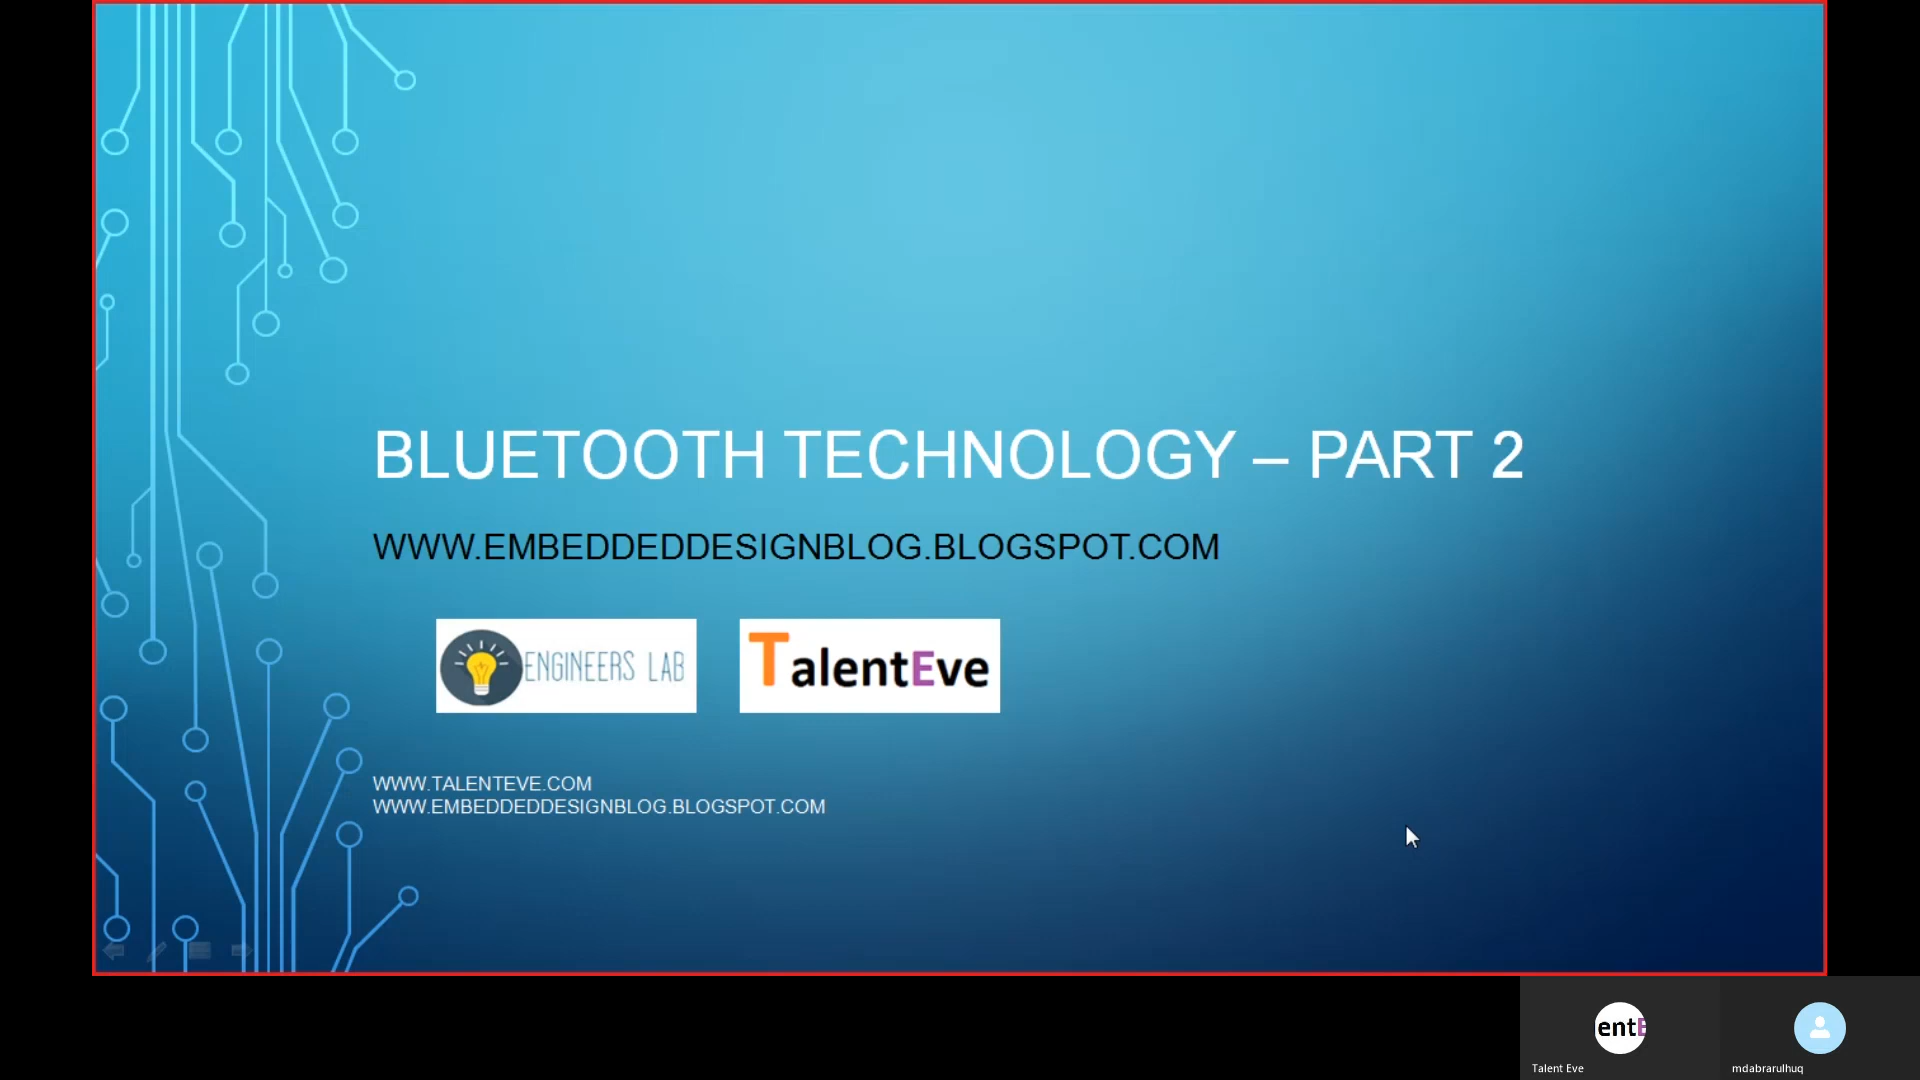 BLUETOOTH TECHNOLOGY – PART 2
WWW.EMBEDDEDDESIGNBLOG.BLOGSPOT.COM
ENGINEERS LAB
TalentEve
WWW.TALENTEVE.COM
WWW.EMBEDDEDDESIGNBLOG.BLOGSPOT.COM
entE
Talent Eve
mdabrarulhuq